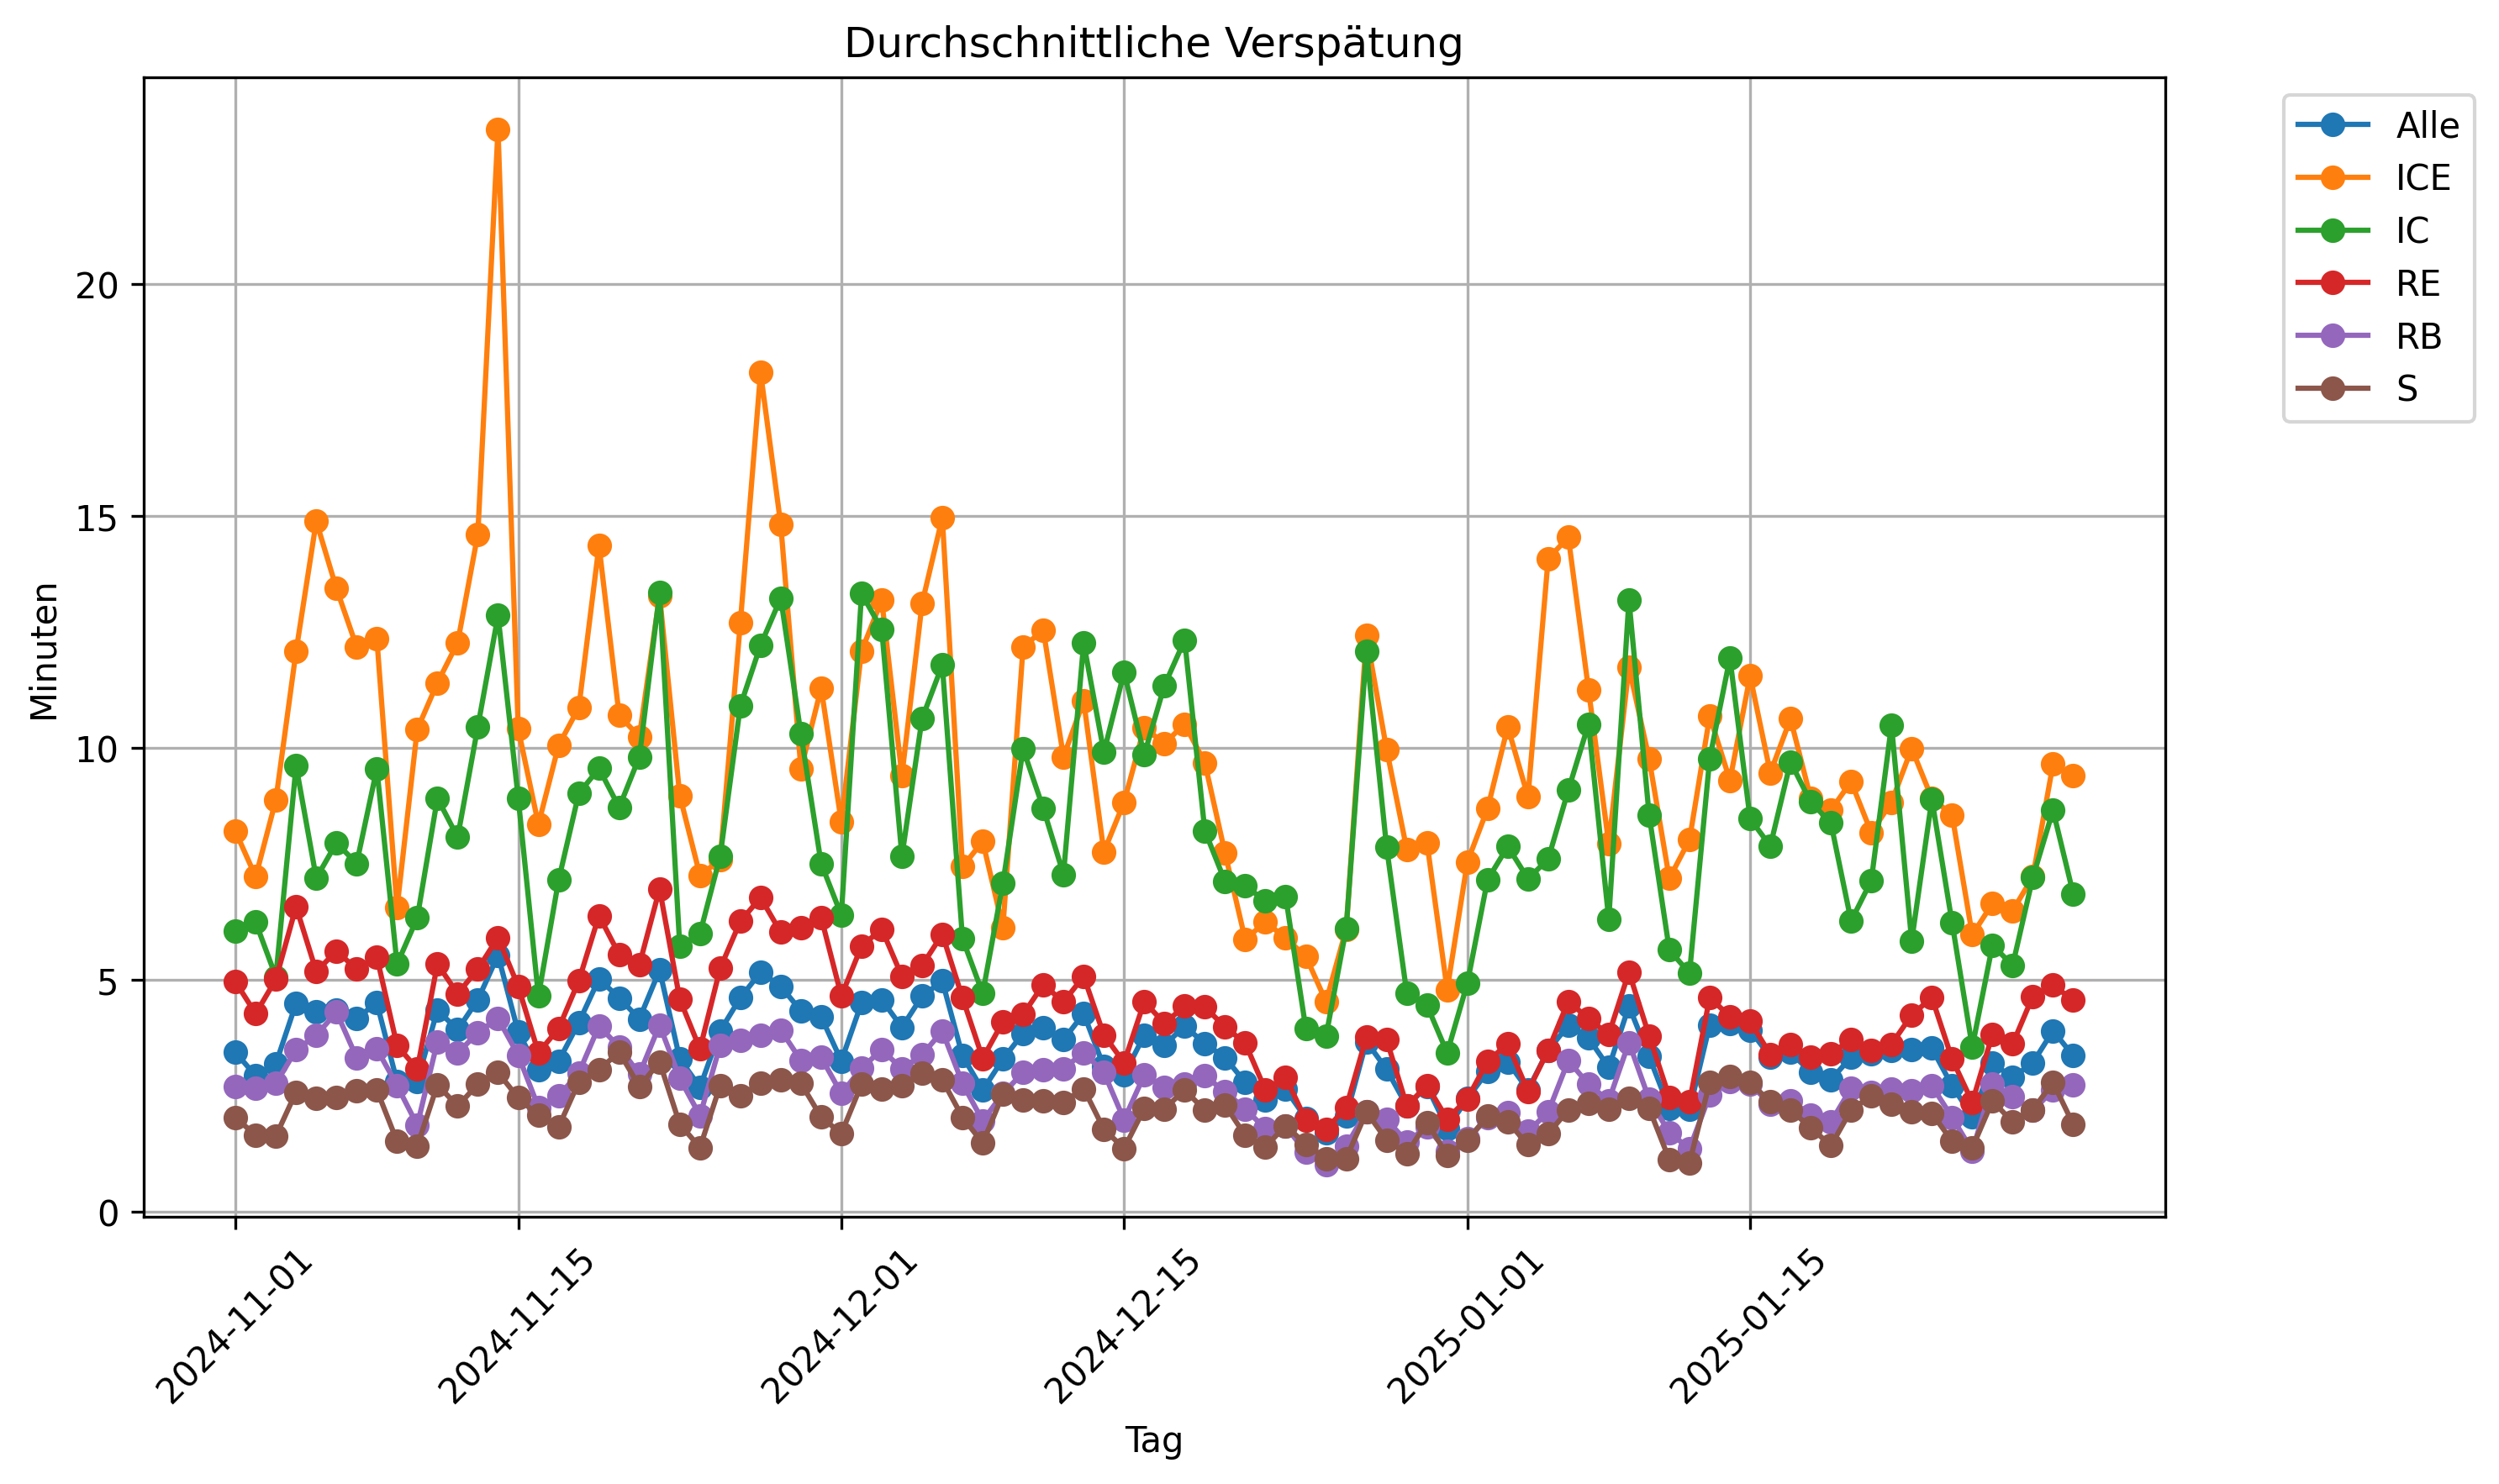 Durchschnittliche Verspätung
Alle
ICE
IC
RE
RB
S
Minuten
20
15
10
5
0
2024-11-01
2024-11-15
2024-12-01
2024-12-15
2025-01-01
2025-01-15
Tag